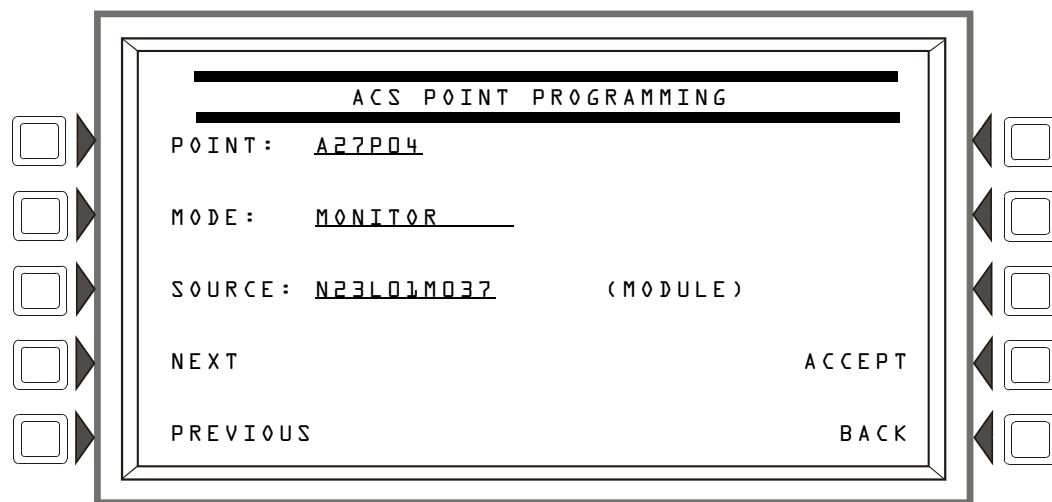 ACS POINT PROGRAMMING
POINT: A27P04
MODE: MONITOR
SOURCE: N23L01M037 (MODULE)
NEXT ACCEPT
PREVIOUS BACK